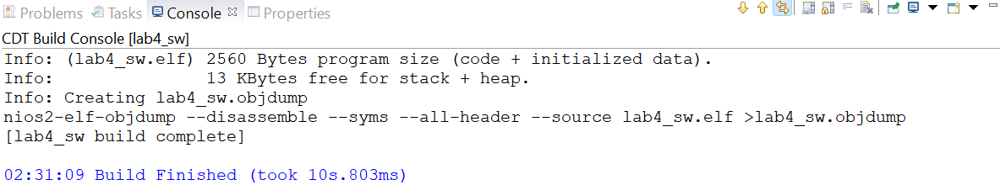 Problems Tasks Console Properties
CDT Build Console [lab4_sw]
Info: (lab4_sw.elf) 2560 Bytes program size (code + initialized data).
Info:               13 KBytes free for stack + heap.
Info: Creating lab4_sw.objdump
nios2-elf-objdump --disassemble --syms --all-header --source lab4_sw.elf >lab4_sw.objdump
[lab4_sw build complete]
02:31:09 Build Finished (took 10s.803ms)